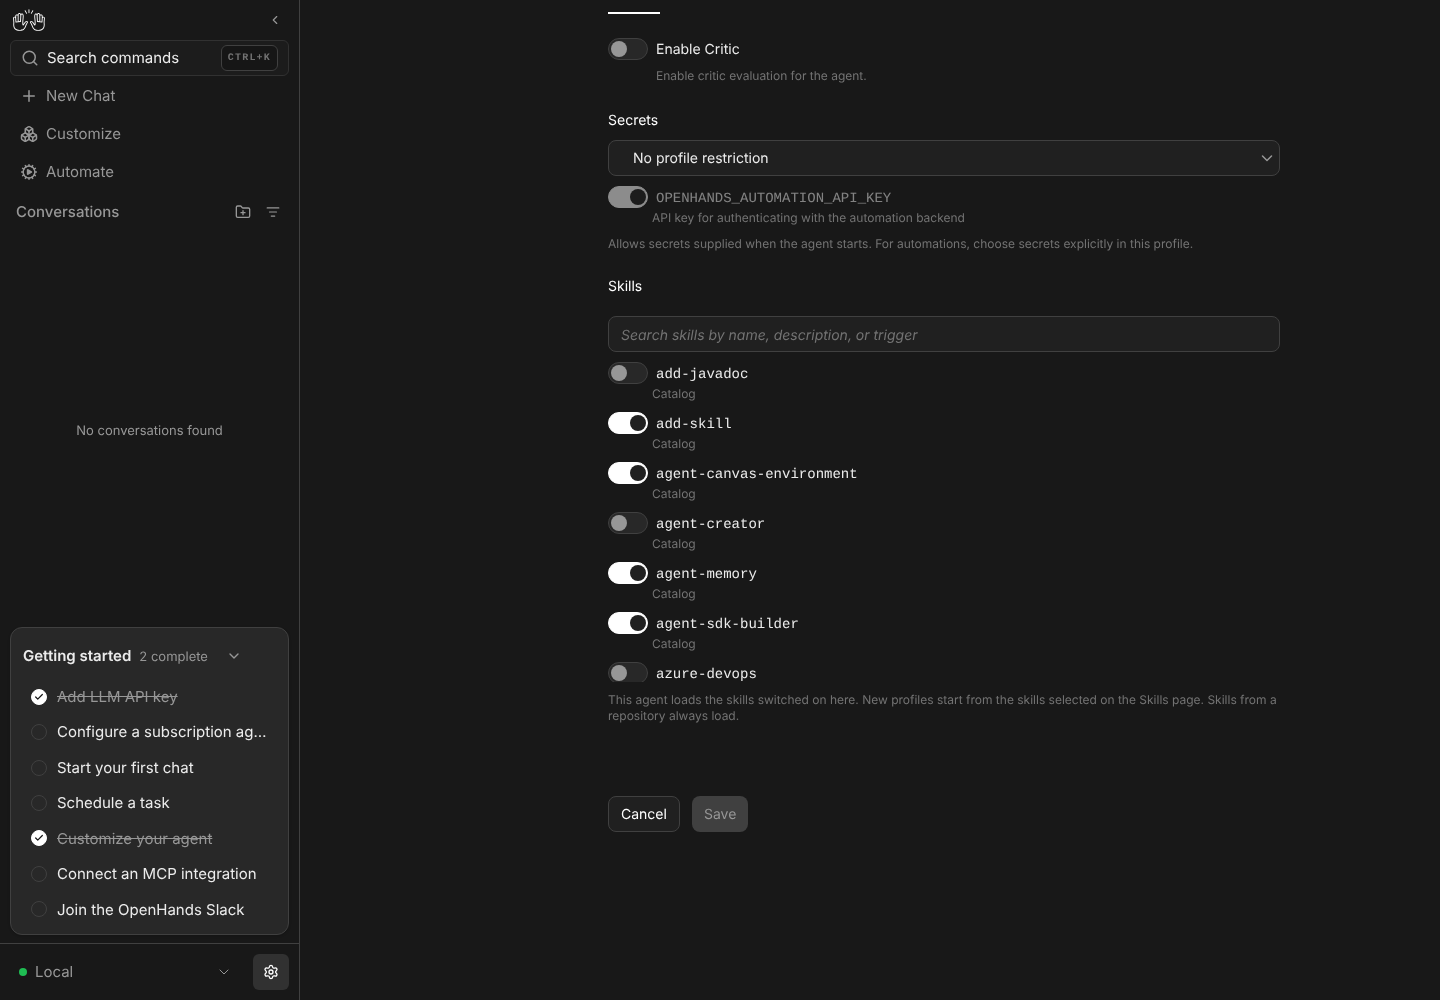 Search commands
CTRL+K
New Chat
Customize
Automate
Conversations
No conversations found
Getting started 2 complete
Add LLM API key
Configure a subscription ag...
Start your first chat
Schedule a task
Customize your agent
Connect an MCP integration
Join the OpenHands Slack
Local
Enable Critic
Enable critic evaluation for the agent.
Secrets
No profile restriction
OPENHANDS_AUTOMATION_API_KEY
API key for authenticating with the automation backend
Allows secrets supplied when the agent starts. For automations, choose secrets explicitly in this profile.
Skills
Search skills by name, description, or trigger
add-javadoc
Catalog
add-skill
Catalog
agent-canvas-environment
Catalog
agent-creator
Catalog
agent-memory
Catalog
agent-sdk-builder
Catalog
azure-devops
This agent loads the skills switched on here. New profiles start from the skills selected on the Skills page. Skills from a
repository always load.
Cancel
Save